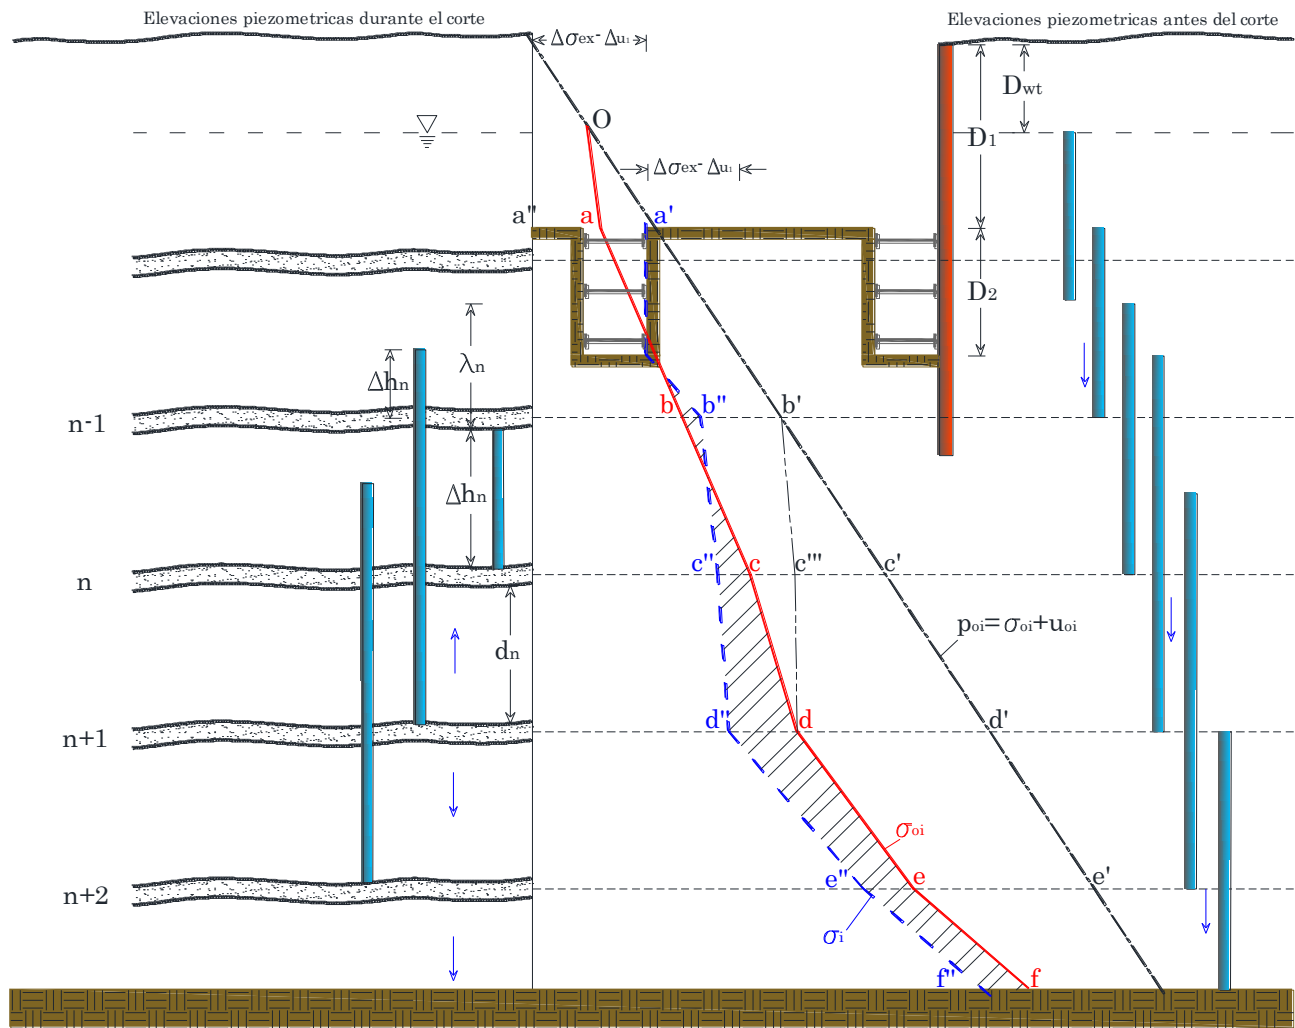 Elevaciones piezometricas durante el corte
Elevaciones piezometricas antes del corte
Δσex- Δu1
Dwt
O
D1
Δσex- Δu1
a"
a
a'
D2
λn
Δhn
n-1
b
b"
b'
Δhn
n
c"
c
c'''
c'
poi= σoi+uoi
dn
n+1
d"
d
d'
σoi
n+2
e"
e
e'
σi
f"
f